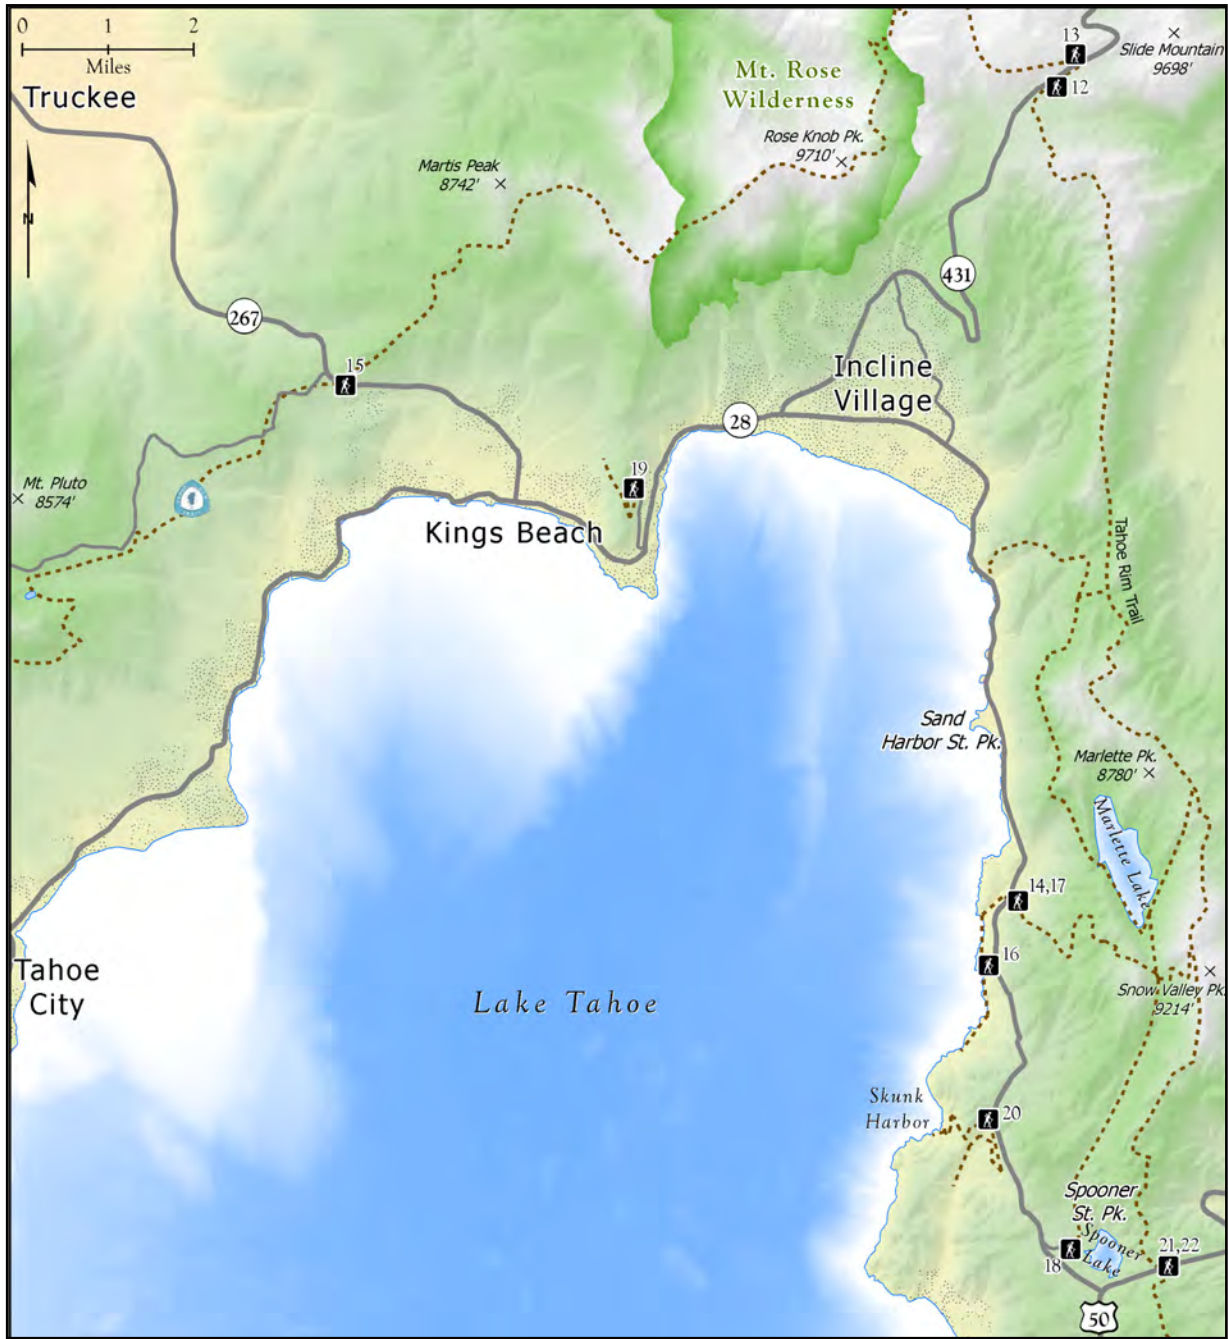 0 1 2
Miles
Truckee
N
Mt. Rose
Wilderness
13
Slide Mountain
9698'
12
Rose Knob Pk.
9710'
Martis Peak
8742'
431
267
15
Incline
Village
28
19
Mt. Pluto
8574'
Kings Beach
Tahoe Rim Trail
Sand
Harbor St. Pk.
Marlette Pk.
8780'
Marlette Lake
14,17
16
Tahoe
City
Lake Tahoe
Snow Valley Pk.
9214'
Skunk
Harbor
20
Spooner
St. Pk.
Spooner
Lake
18
21,22
50